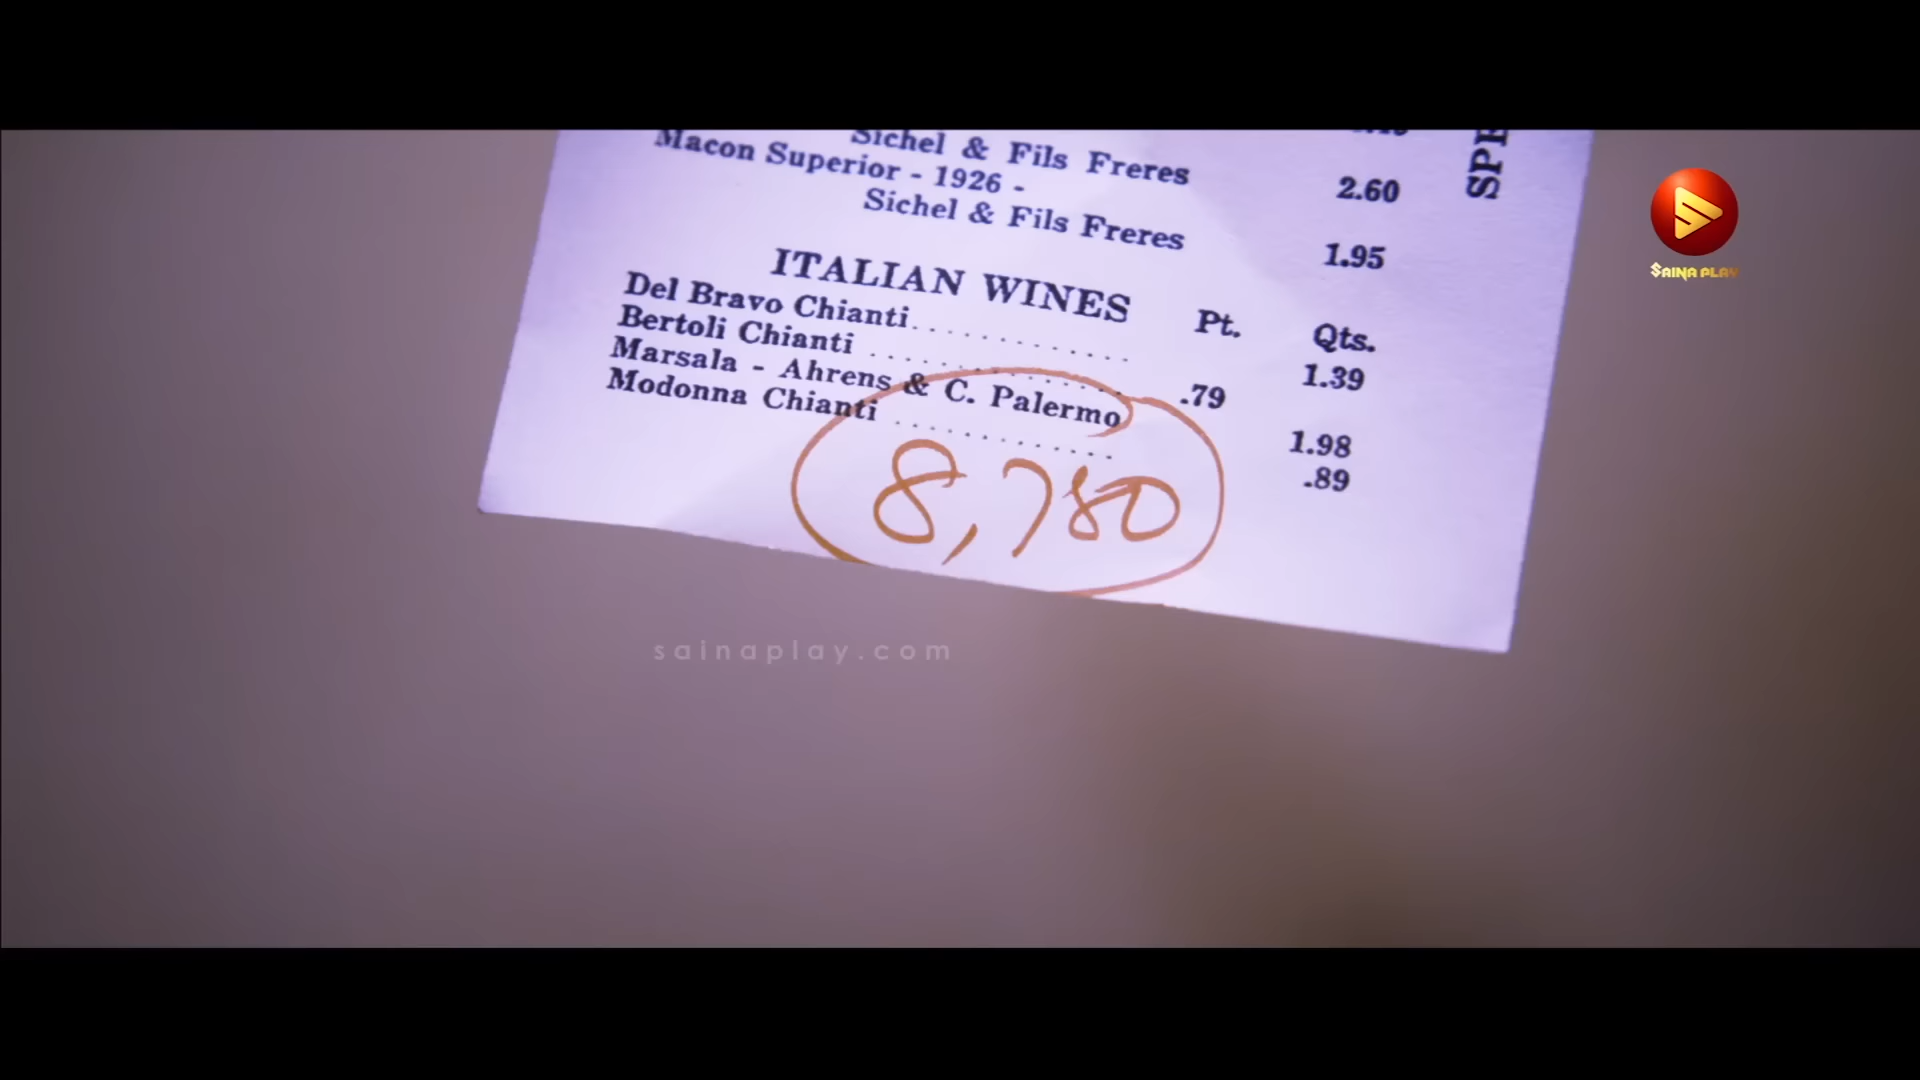 Sichel & Fils Freres 2.60
Macon Superior - 1926 -
Sichel & Fils Freres 1.95
SPE
ITALIAN WINES Pt. Qts.
Del Bravo Chianti............ 1.39
Bertoli Chianti ........... .79
Marsala - Ahrens & C. Palermo 1.98
Modonna Chianti ............ .89
8,780
SAINA PLAY
sainaplay.com